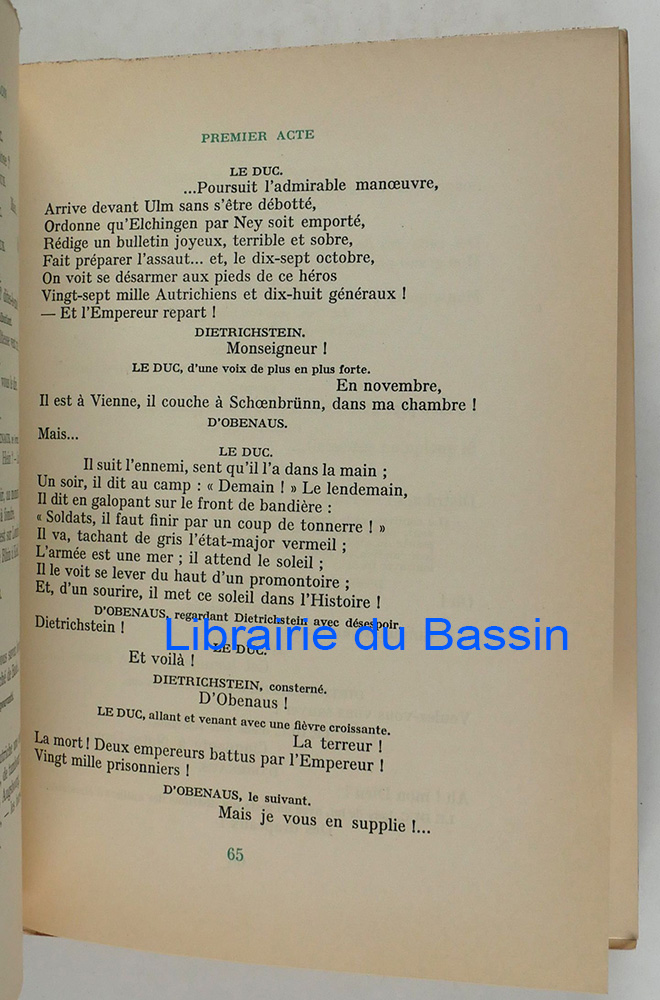 PREMIER ACTE
LE DUC.
...Poursuit l'admirable manœuvre,
Arrive devant Ulm sans s'être débotté,
Ordonne qu'Elchingen par Ney soit emporté,
Rédige un bulletin joyeux, terrible et sobre,
Fait préparer l'assaut... et, le dix-sept octobre,
On voit se désarmer aux pieds de ce héros
Vingt-sept mille Autrichiens et dix-huit généraux !
— Et l'Empereur repart !
DIETRICHSTEIN.
Monseigneur !
LE DUC, d'une voix de plus en plus forte.
En novembre,
Il est à Vienne, il couche à Schœnbrünn, dans ma chambre !
D'OBENAUS.
Mais...
LE DUC.
Il suit l'ennemi, sent qu'il l'a dans la main ;
Un soir, il dit au camp : « Demain ! » Le lendemain,
Il dit en galopant sur le front de bandière :
« Soldats, il faut finir par un coup de tonnerre ! »
Il va, tachant de gris l'état-major vermeil ;
L'armée est une mer ; il attend le soleil ;
Il le voit se lever du haut d'un promontoire ;
Et, d'un sourire, il met ce soleil dans l'Histoire !
D'OBENAUS, regardant Dietrichstein avec désespoir.
Dietrichstein !
Librairie du Bassin
LE DUC.
Et voilà !
DIETRICHSTEIN, consterné.
D'Obenaus !
LE DUC, allant et venant avec une fièvre croissante.
La terreur !
La mort ! Deux empereurs battus par l'Empereur !
Vingt mille prisonniers !
D'OBENAUS, le suivant.
Mais je vous en supplie !...
65